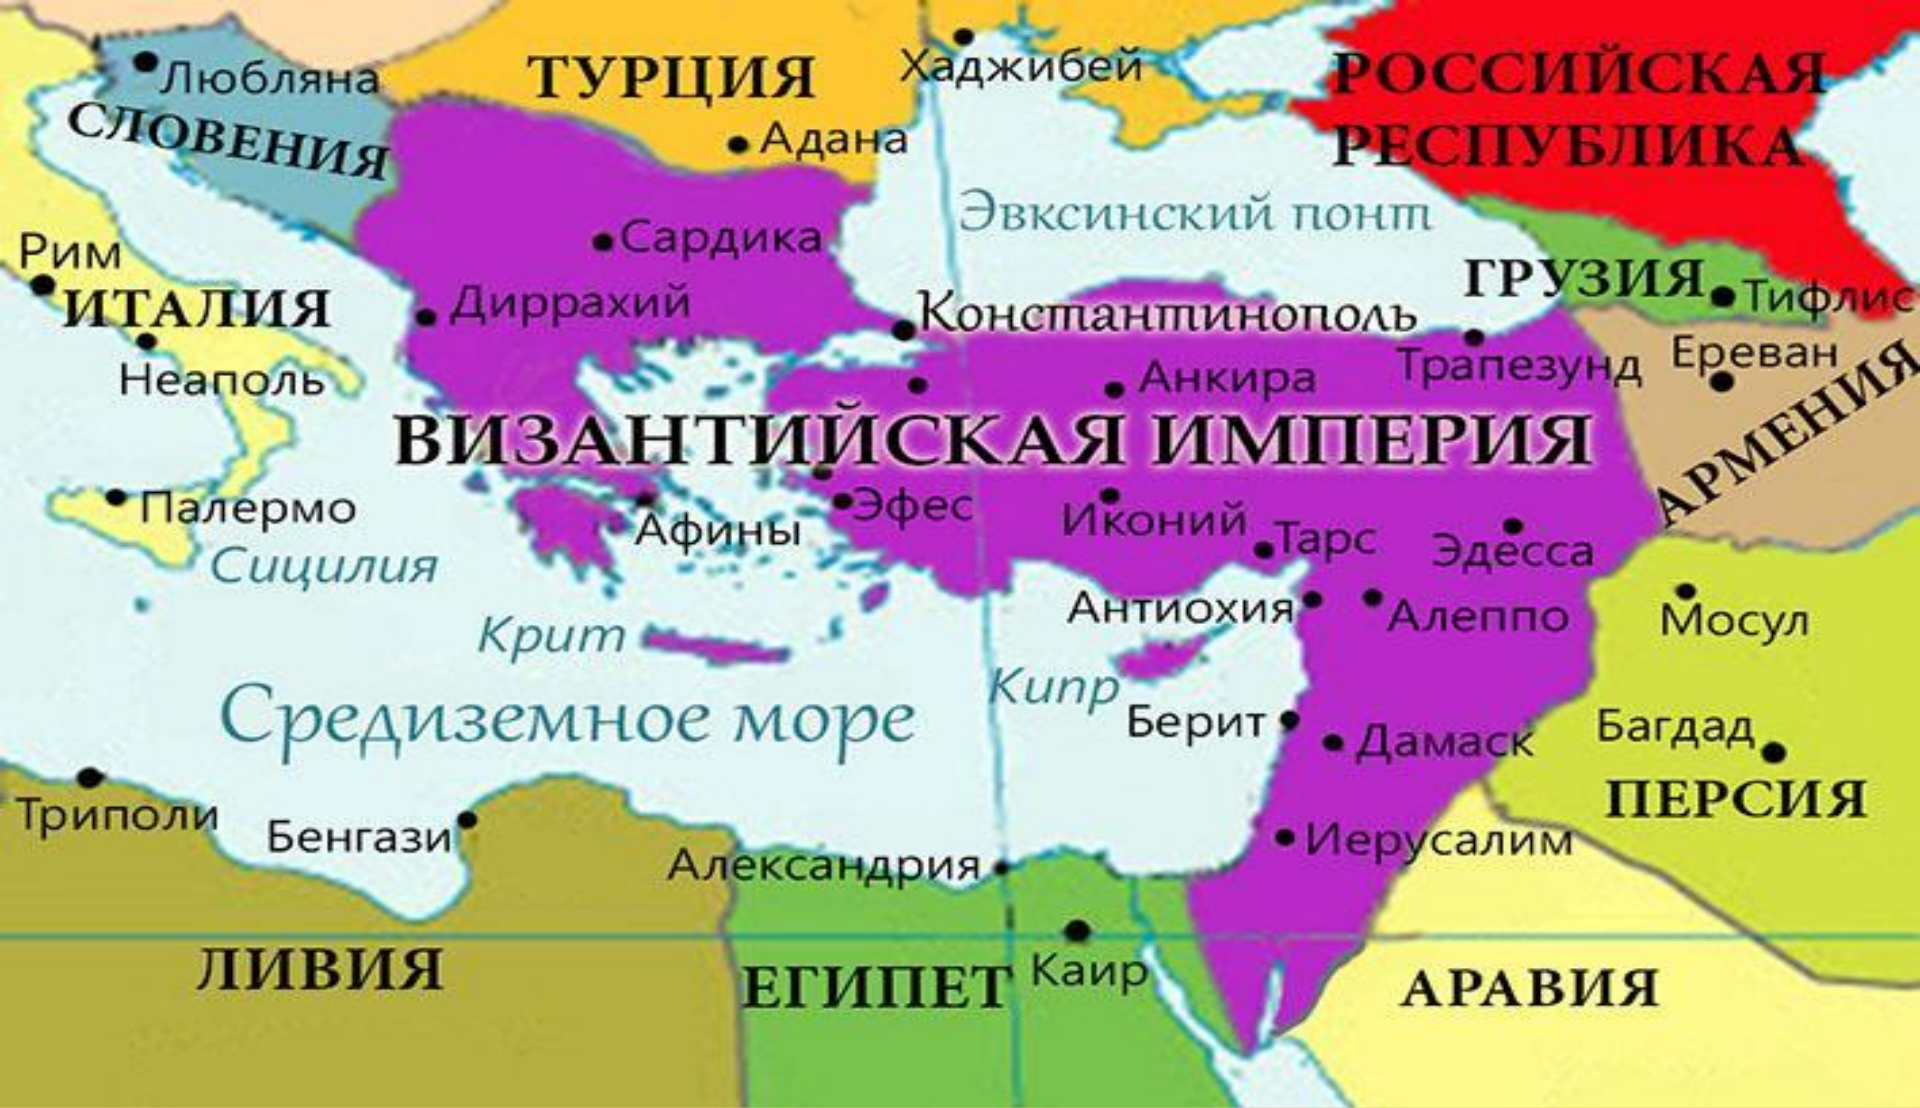 ТУРЦИЯ
Хаджибей
РОССИЙСКАЯ
РЕСПУБЛИКА
Любляна
СЛОВЕНИЯ
Адана
Эвксинский понт
Сардика
Рим
ИТАЛИЯ
Диррахий
Константинополь
ГРУЗИЯ
Тифлис
Неаполь
Анкира
Трапезунд
Ереван
АРМЕНИЯ
ВИЗАНТИЙСКАЯ ИМПЕРИЯ
Палермо
Сицилия
Афины
Эфес
Иконий
Тарс
Эдесса
Крит
Антиохия
Алеппо
Мосул
Средиземное море
Кипр
Берит
Дамаск
Багдад
ПЕРСИЯ
Триполи
Бенгази
Александрия
Иерусалим
ЛИВИЯ
ЕГИПЕТ
Каир
АРАВИЯ